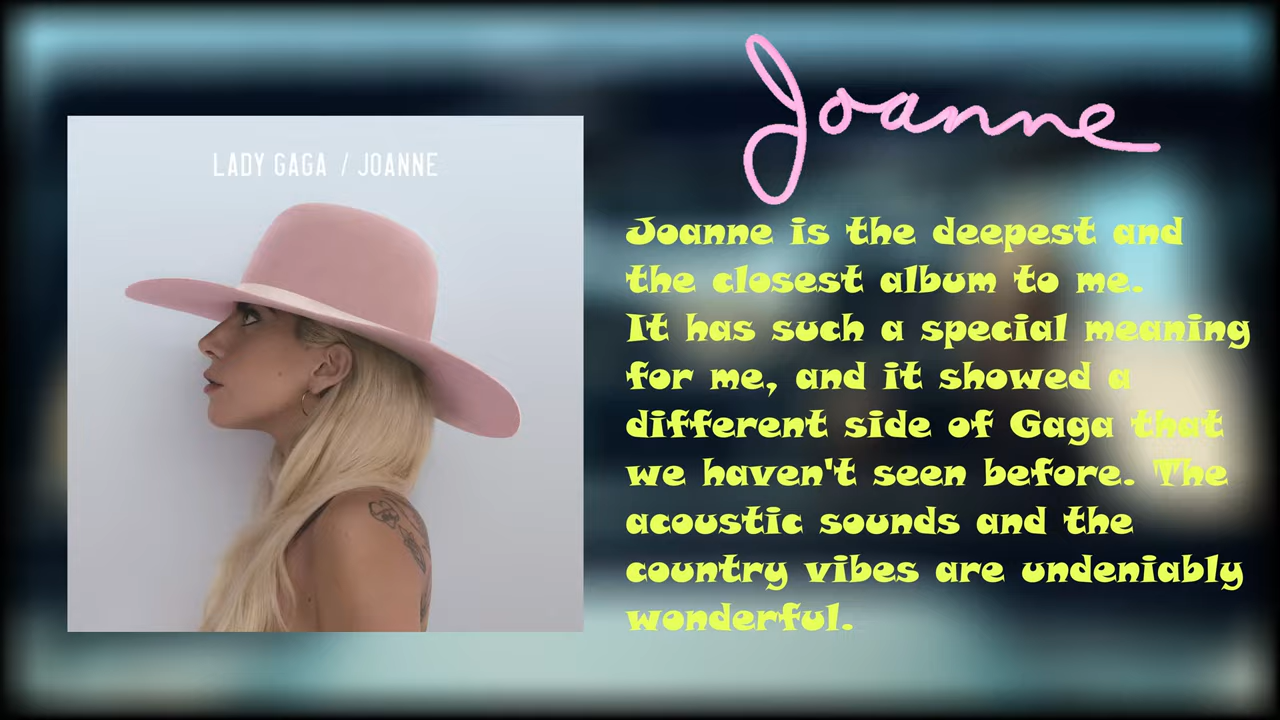 LADY GAGA / JOANNE
Joanne
Joanne is the deepest and
the closest album to me.
It has such a special meaning
for me, and it showed a
different side of Gaga that
we haven't seen before. The
acoustic sounds and the
country vibes are undeniably
wonderful.